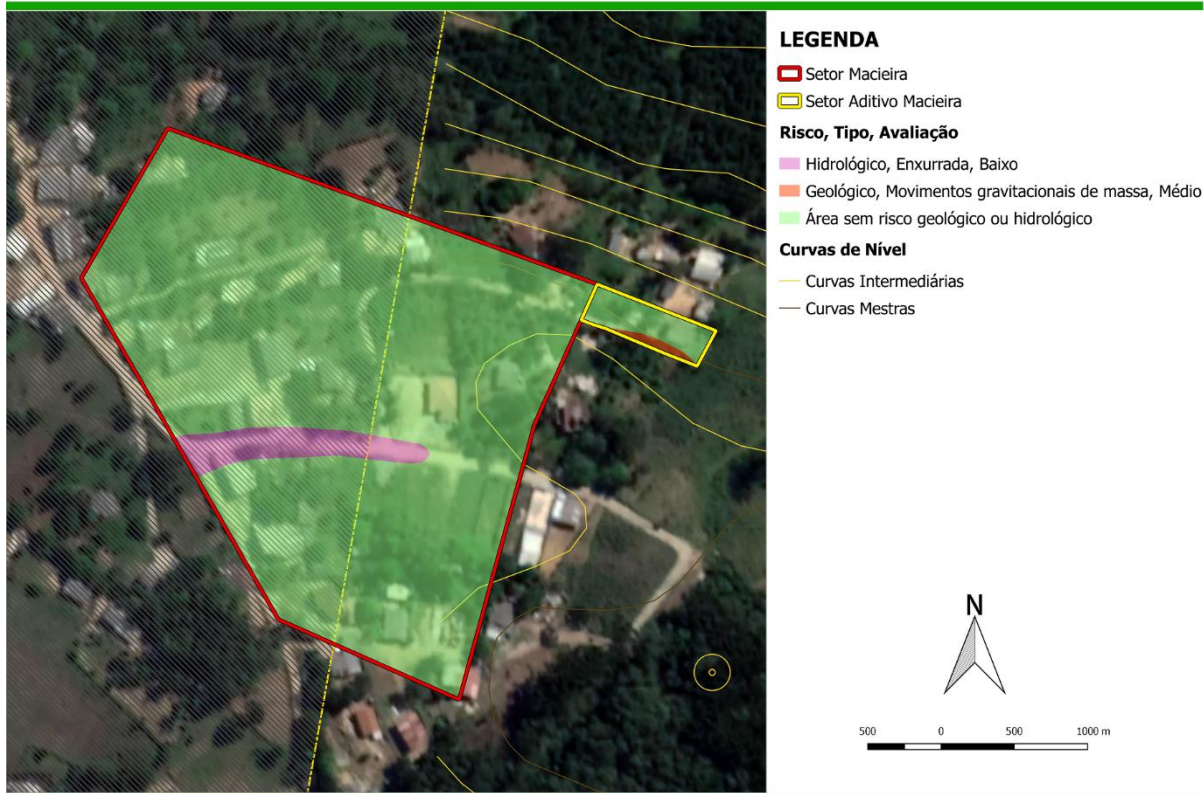 LEGENDA
Setor Macieira
Setor Aditivo Macieira
Risco, Tipo, Avaliação
Hidrológico, Enxurrada, Baixo
Geológico, Movimentos gravitacionais de massa, Médio
Área sem risco geológico ou hidrológico
Curvas de Nível
Curvas Intermediárias
Curvas Mestras
N
500 0 500 1000 m